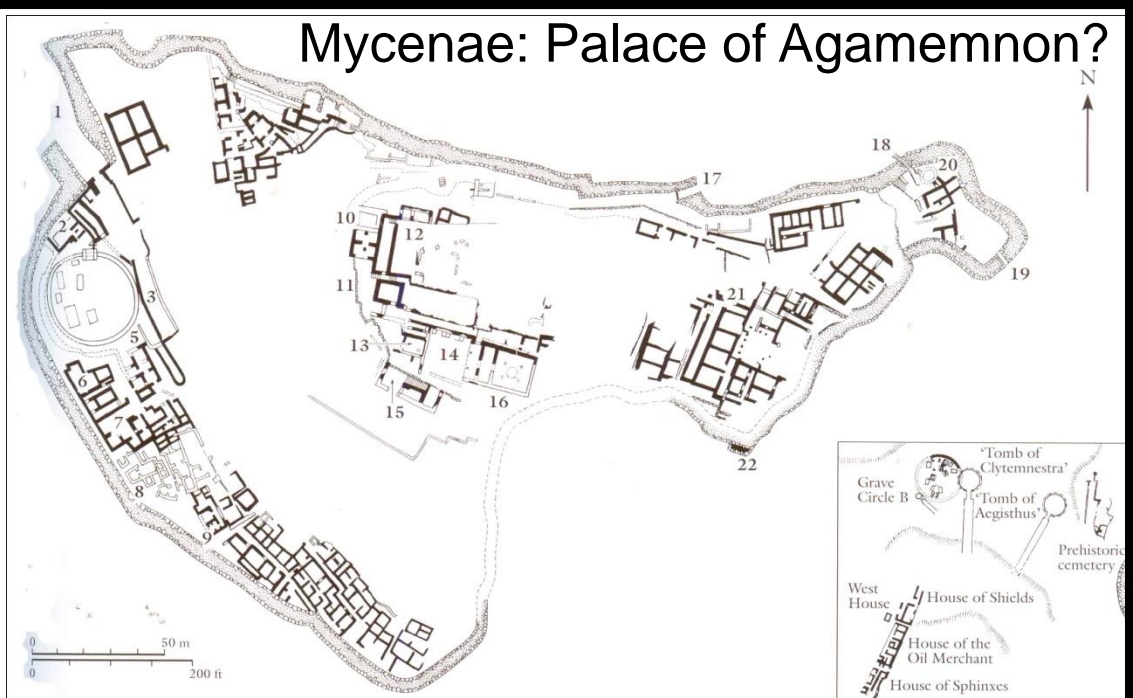 Mycenae: Palace of Agamemnon?
N
1
2
3
5
6
7
8
9
10
11
12
13
14
15
16
17
18
19
20
21
22
0 50 m
0 200 ft
'Tomb of
Clytemnestra'
Grave
Circle B
'Tomb of
Aegisthus'
Prehistoric
cemetery
West
House
House of Shields
House of the
Oil Merchant
House of Sphinxes